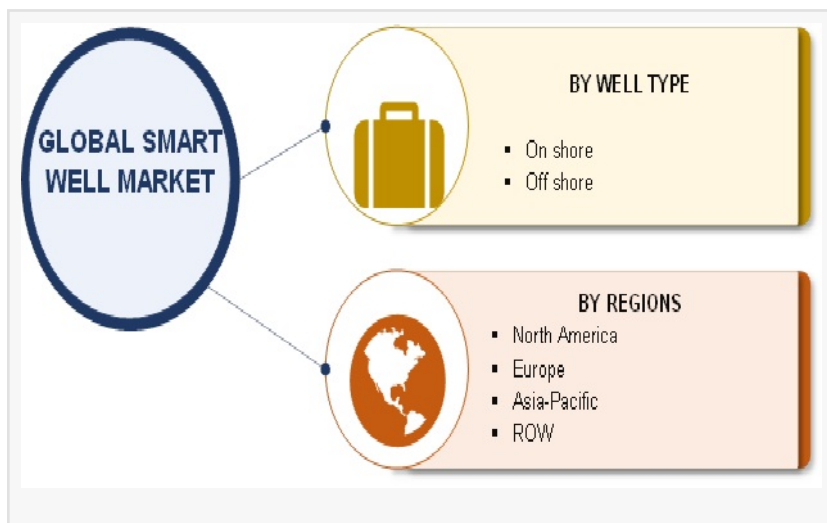 GLOBAL SMART
WELL MARKET
BY WELL TYPE
▪ On shore
▪ Off shore
BY REGIONS
▪ North America
▪ Europe
▪ Asia-Pacific
▪ ROW